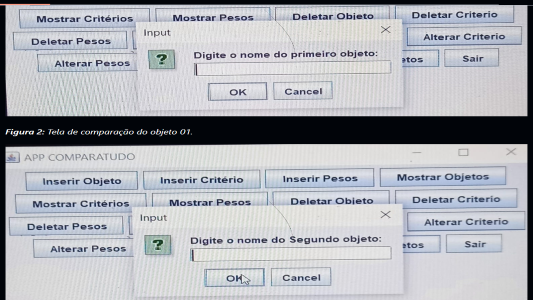 Mostrar Critérios Mostrar Pesos Deletar Objeto Deletar Criterio
Input
Deletar Pesos Alterar Criterio
Digite o nome do primeiro objeto:
Alterar Pesos etos Sair
OK Cancel
Figura 2: Tela de comparação do objeto 01.
APP COMPARATUDO
Inserir Objeto Inserir Critério Inserir Pesos Mostrar Objetos
Mostrar Critérios Mostrar Pesos Deletar Objeto Deletar Criterio
Input
Deletar Pesos Alterar Criterio
Digite o nome do Segundo objeto:
Alterar Pesos etos Sair
OK Cancel